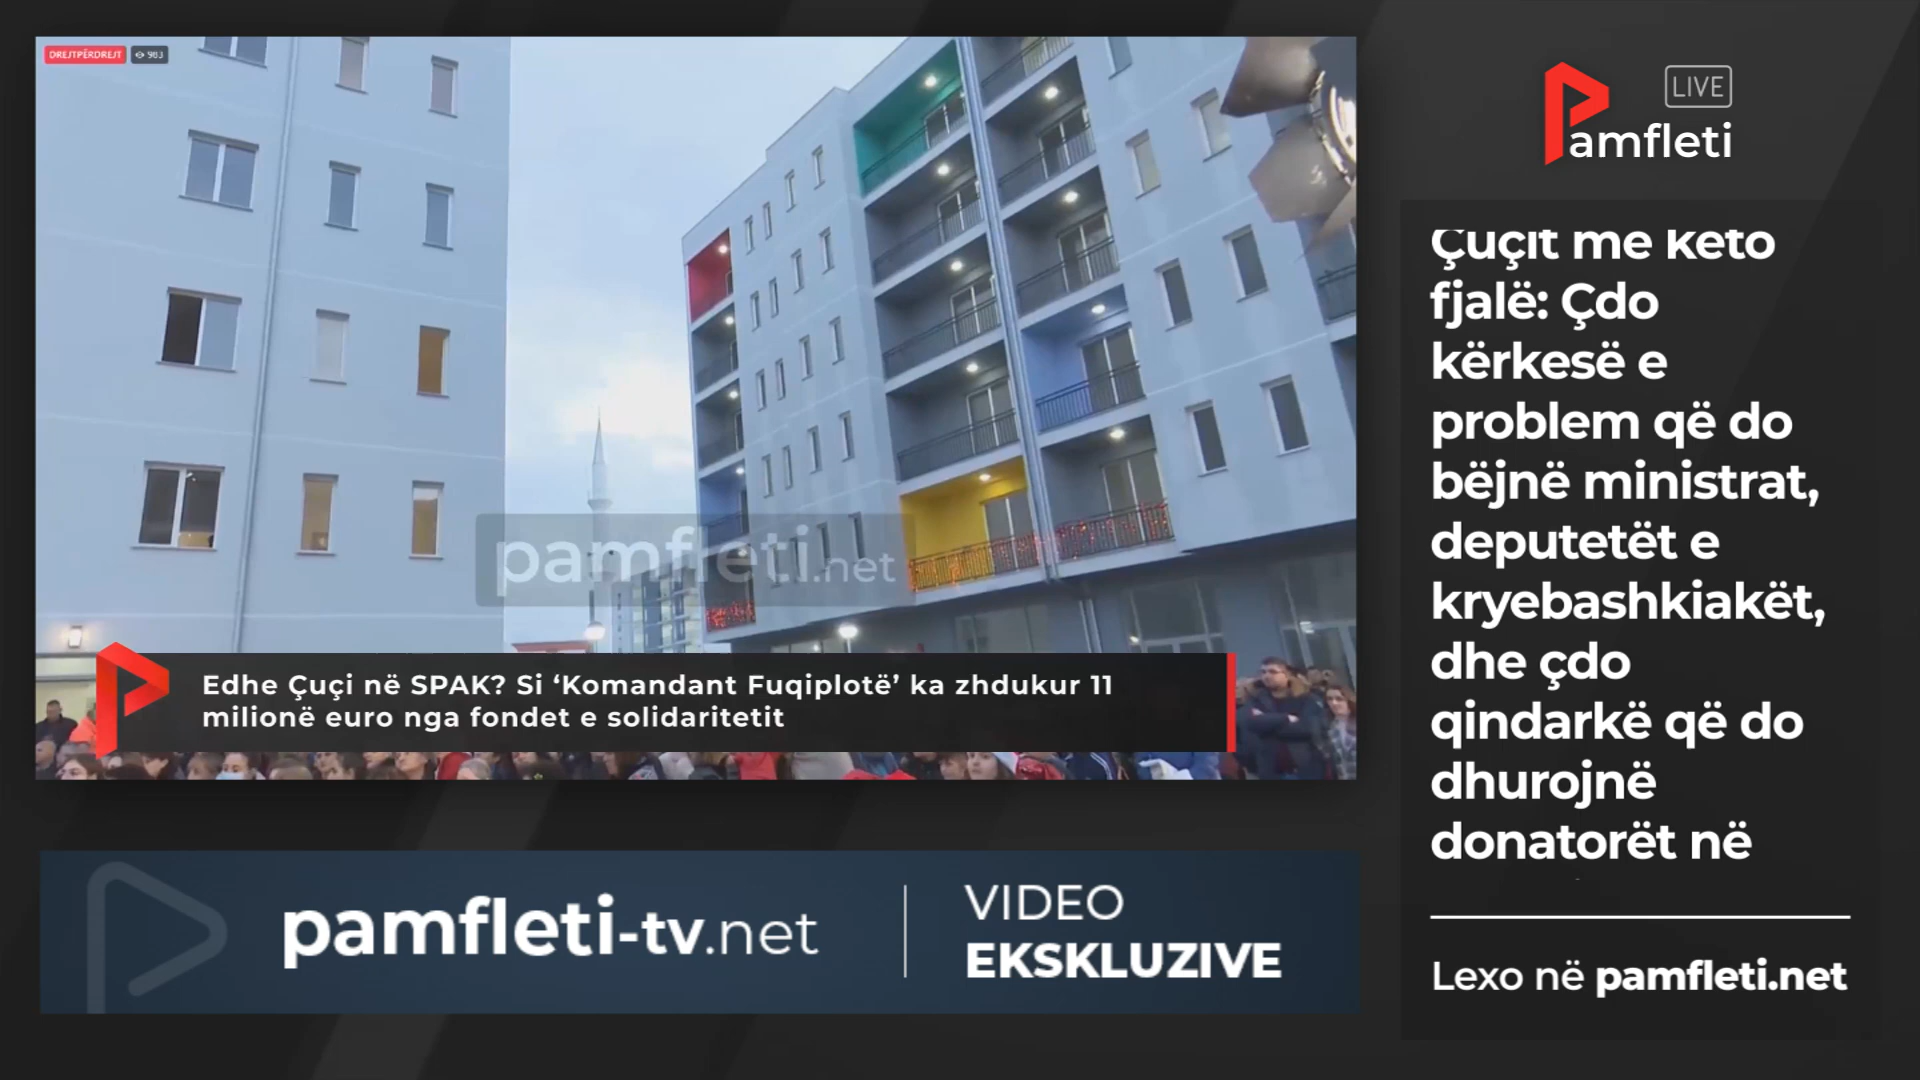 DREJTPËRDREJT
983
LIVE
Pamfleti
pamfleti.net
Edhe Çuçi në SPAK? Si ‘Komandant Fuqiplotë’ ka zhdukur 11
milionë euro nga fondet e solidaritetit
pamfleti-tv.net
VIDEO
EKSKLUZIVE
Çuçit me këto
fjalë: Çdo
kërkesë e
problem që do
bëjnë ministrat,
deputetët e
kryebashkiakët,
dhe çdo
qindarkë që do
dhurojnë
donatorët në
Lexo në pamfleti.net